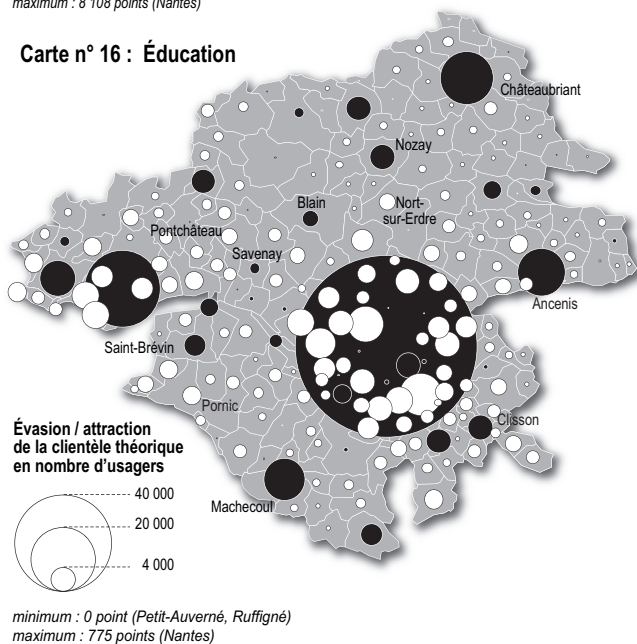 maximum : 8 108 points (Nantes)
Carte n° 16 : Éducation
Châteaubriant
Nozay
Blain
Nort-
sur-Erdre
Pontchâteau
Savenay
Ancenis
Saint-Brévin
Pornic
Clisson
Machecoul
Évasion / attraction
de la clientèle théorique
en nombre d'usagers
40 000
20 000
4 000
minimum : 0 point (Petit-Auverné, Ruffigné)
maximum : 775 points (Nantes)